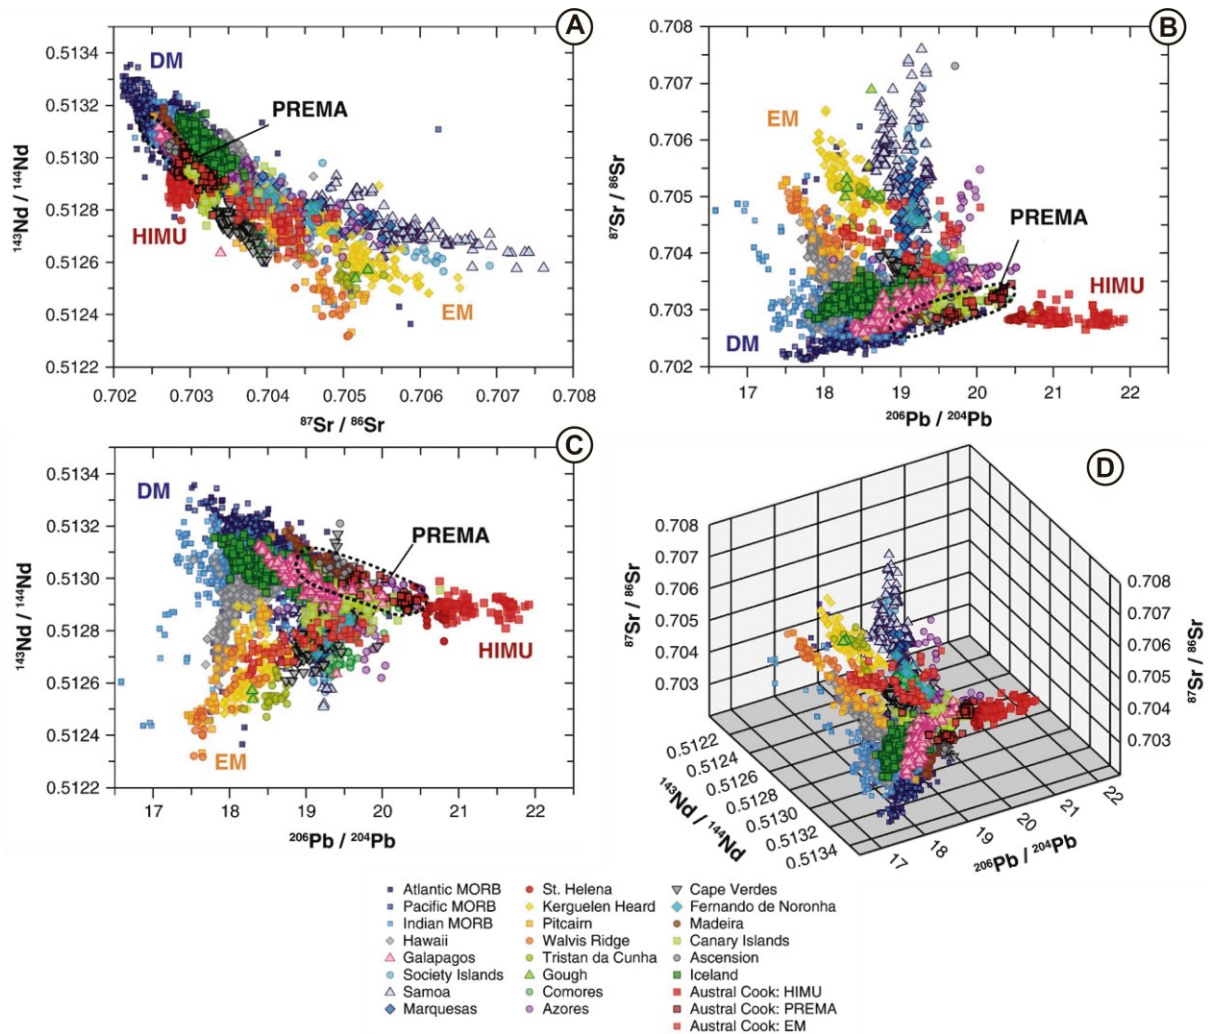 A
0.5134
0.5132
0.5130
0.5128
0.5126
0.5124
0.5122
143Nd / 144Nd
DM
PREMA
HIMU
EM
0.702 0.703 0.704 0.705 0.706 0.707 0.708
87Sr / 86Sr
B
0.708
0.707
0.706
0.705
0.704
0.703
0.702
87Sr / 86Sr
EM
PREMA
HIMU
DM
17 18 19 20 21 22
206Pb / 204Pb
C
0.5134
0.5132
0.5130
0.5128
0.5126
0.5124
0.5122
143Nd / 144Nd
DM
PREMA
HIMU
EM
17 18 19 20 21 22
206Pb / 204Pb
D
0.708
0.707
0.706
0.705
0.704
0.703
87Sr / 86Sr
0.708
0.707
0.706
0.705
0.704
0.703
87Sr / 86Sr
0.5122
0.5124
0.5126
0.5128
0.5130
0.5132
0.5134
143Nd / 144Nd
17 18 19 20 21 22
206Pb / 204Pb
Atlantic MORB
Pacific MORB
Indian MORB
Hawaii
Galapagos
Society Islands
Samoa
Marquesas
St. Helena
Kerguelen Heard
Pitcairn
Walvis Ridge
Tristan da Cunha
Gough
Comores
Azores
Cape Verdes
Fernando de Noronha
Madeira
Canary Islands
Ascension
Iceland
Austral Cook: HIMU
Austral Cook: PREMA
Austral Cook: EM